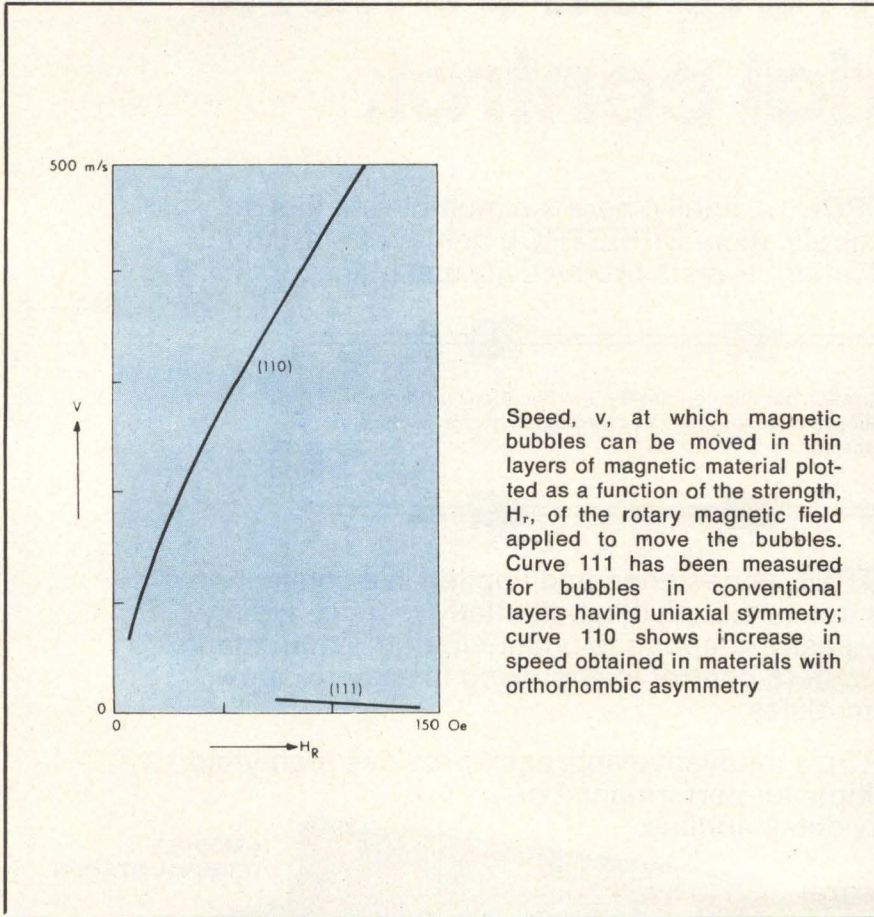 500 m/s
(110)
V
(111)
0
0
150 Oe
H_R
Speed, v, at which magnetic
bubbles can be moved in thin
layers of magnetic material plot-
ted as a function of the strength,
Hᵣ, of the rotary magnetic field
applied to move the bubbles.
Curve 111 has been measured
for bubbles in conventional
layers having uniaxial symmetry;
curve 110 shows increase in
speed obtained in materials with
orthorhombic asymmetry